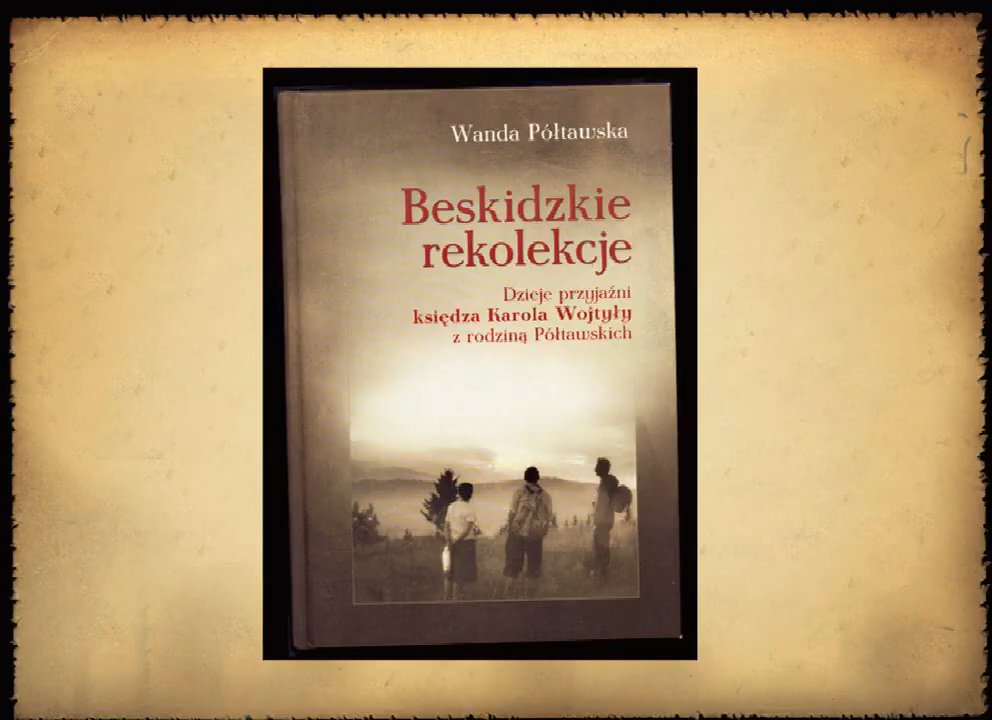 Wanda Półtawska
Beskidzkie
rekolekcje
Dzieje przyjaźni
księdza Karola Wojtyły
z rodziną Półtawskich